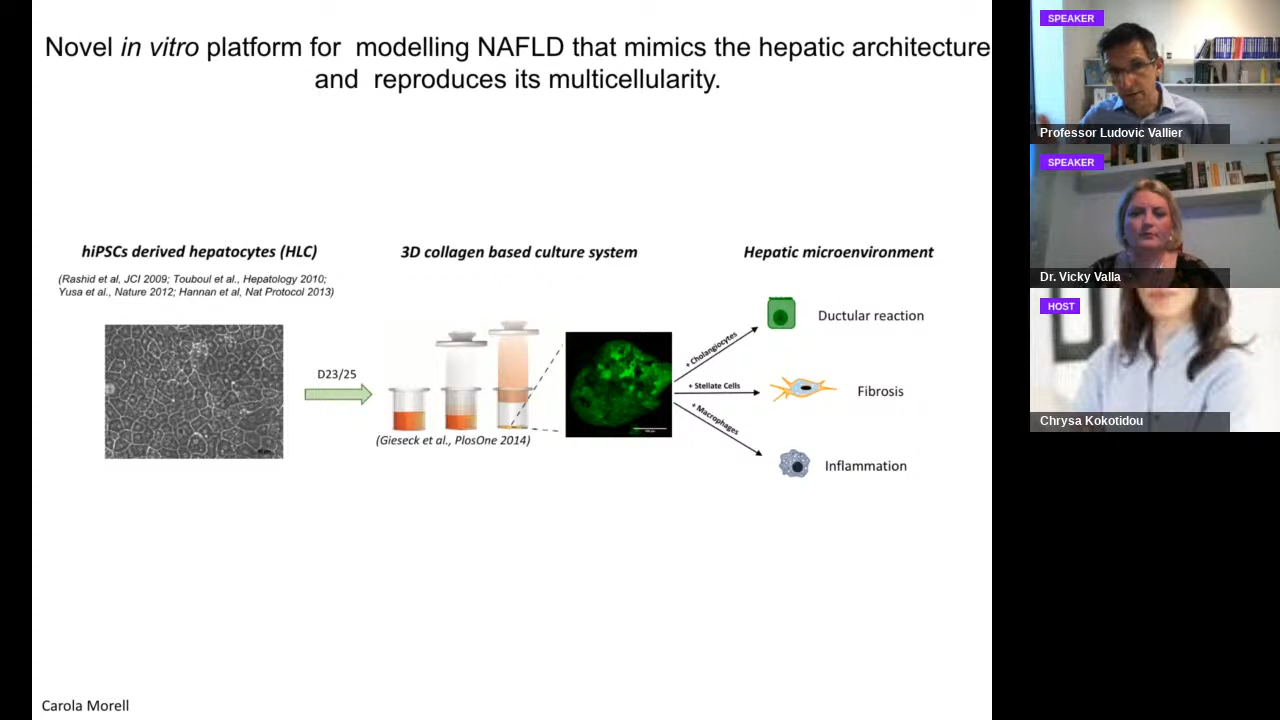 Novel in vitro platform for modelling NAFLD that mimics the hepatic architecture
and reproduces its multicellularity.
hiPSCs derived hepatocytes (HLC)
(Rashid et al, JCI 2009; Touboul et al., Hepatology 2010;
Yusa et al., Nature 2012; Hannan et al, Nat Protocol 2013)
D23/25
3D collagen based culture system
(Gieseck et al., PlosOne 2014)
Hepatic microenvironment
+ Cholangiocytes
Ductular reaction
+ Stellate Cells
Fibrosis
+ Macrophages
Inflammation
Carola Morell
SPEAKER
Professor Ludovic Vallier
SPEAKER
Dr. Vicky Valla
HOST
Chrysa Kokotidou